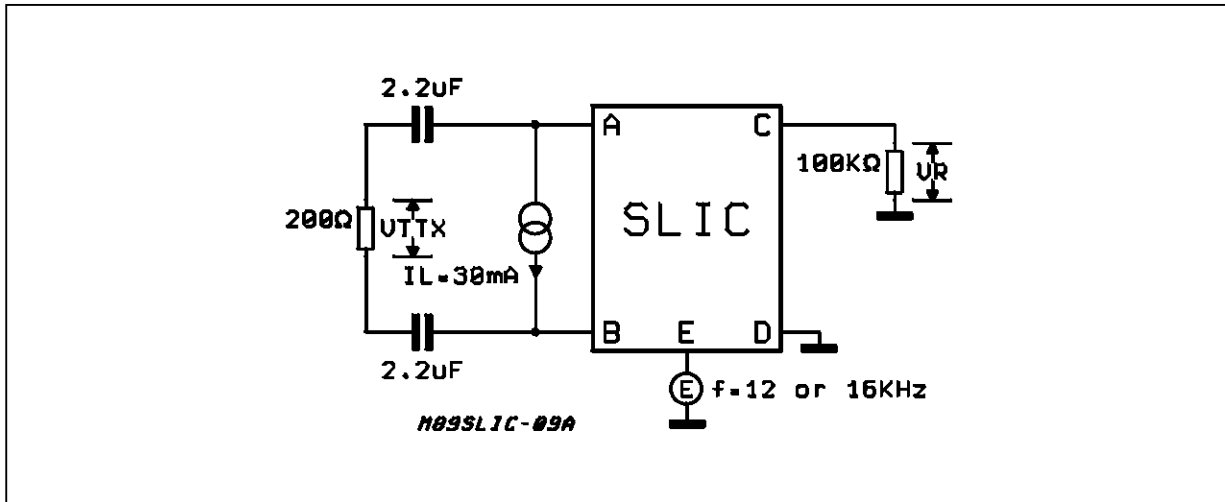 2.2uF
A
C
100KΩ
VR
200Ω
VTTX
SLIC
IL=30mA
B
E
D
2.2uF
E
f=12 or 16KHz
M89SLIC-09A